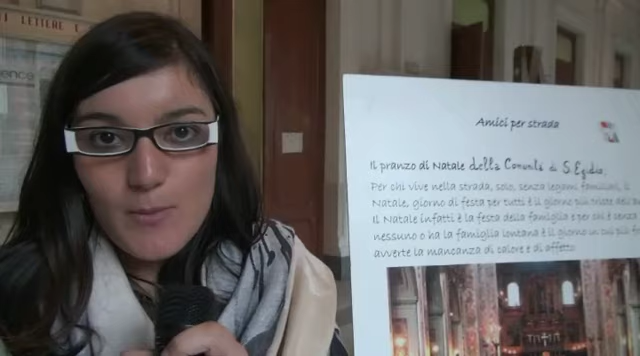 LETTERE
ence
Amici per strada
Il pranzo di Natale della Comunità di S. Egidio,
Per chi vive nella strada, solo, senza legami familiari, il
Natale, giorno di festa per tutti è il giorno più triste dell'
Il Natale infatti è la festa della famiglia e per chi è senza
nessuno o ha la famiglia lontana è il giorno in cui più
avverte la mancanza di calore e di affetto